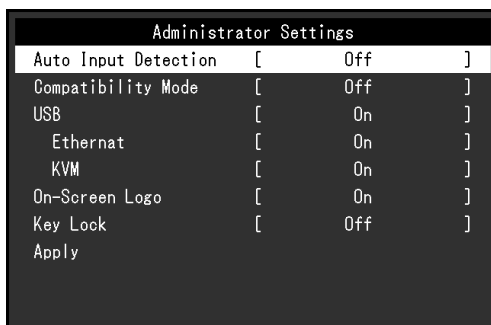 Administrator Settings
Auto Input Detection [ Off ]
Compatibility Mode [ Off ]
USB [ On ]
Ethernat [ On ]
KVM [ On ]
On-Screen Logo [ On ]
Key Lock [ Off ]
Apply